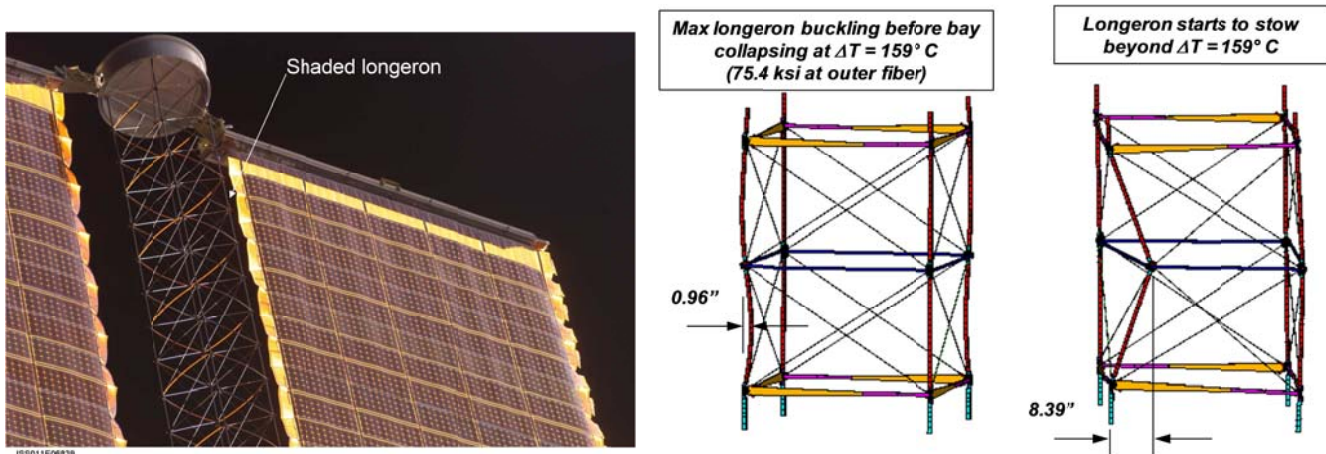 Shaded longeron
Max longeron buckling before bay
collapsing at ΔT = 159° C
(75.4 ksi at outer fiber)
0.96”
Longeron starts to stow
beyond ΔT = 159° C
8.39”